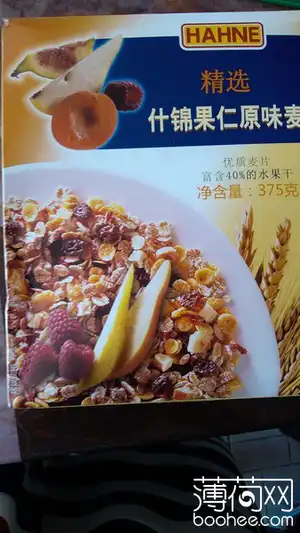 HAHNE
精选
什锦果仁原味麦
优质麦片
富含40%的水果干
净含量：375克
薄荷网
boohee.com